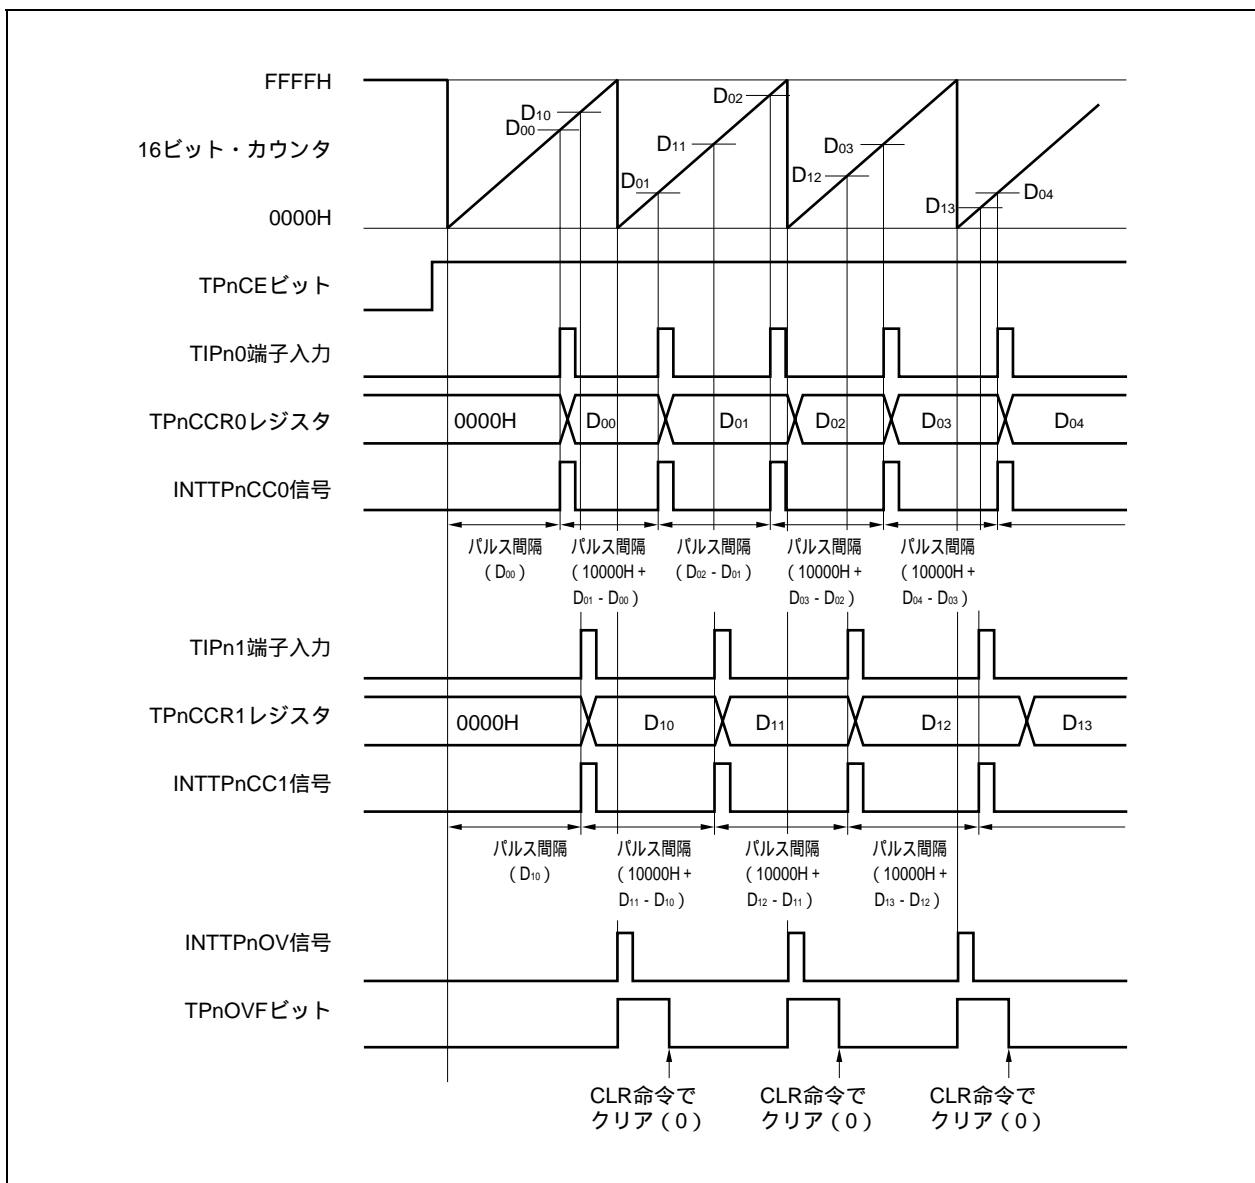 FFFFH
16ビット・カウンタ
0000H
D10
D00
D01
D11
D02
D12
D03
D13
D04
TPnCEビット
TIPn0端子入力
TPnCCR0レジスタ
0000H
D00
D01
D02
D03
D04
INTTPnCC0信号
パルス間隔
（D00）
パルス間隔
（10000H +
D01 - D00）
パルス間隔
（D02 - D01）
パルス間隔
（10000H +
D03 - D02）
パルス間隔
（10000H +
D04 - D03）
TIPn1端子入力
TPnCCR1レジスタ
0000H
D10
D11
D12
D13
INTTPnCC1信号
パルス間隔
（D10）
パルス間隔
（10000H +
D11 - D10）
パルス間隔
（10000H +
D12 - D11）
パルス間隔
（10000H +
D13 - D12）
INTTPnOV信号
TPnOVFビット
CLR命令で
クリア（0）
CLR命令で
クリア（0）
CLR命令で
クリア（0）